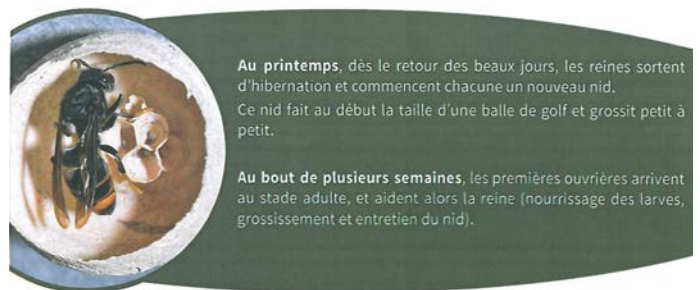 Au printemps, dès le retour des beaux jours, les reines sortent
d'hibernation et commencent chacune un nouveau nid.
Ce nid fait au début la taille d'une balle de golf et grossit petit à
petit.
Au bout de plusieurs semaines, les premières ouvrières arrivent
au stade adulte, et aident alors la reine (nourrissage des larves,
grossissement et entretien du nid).